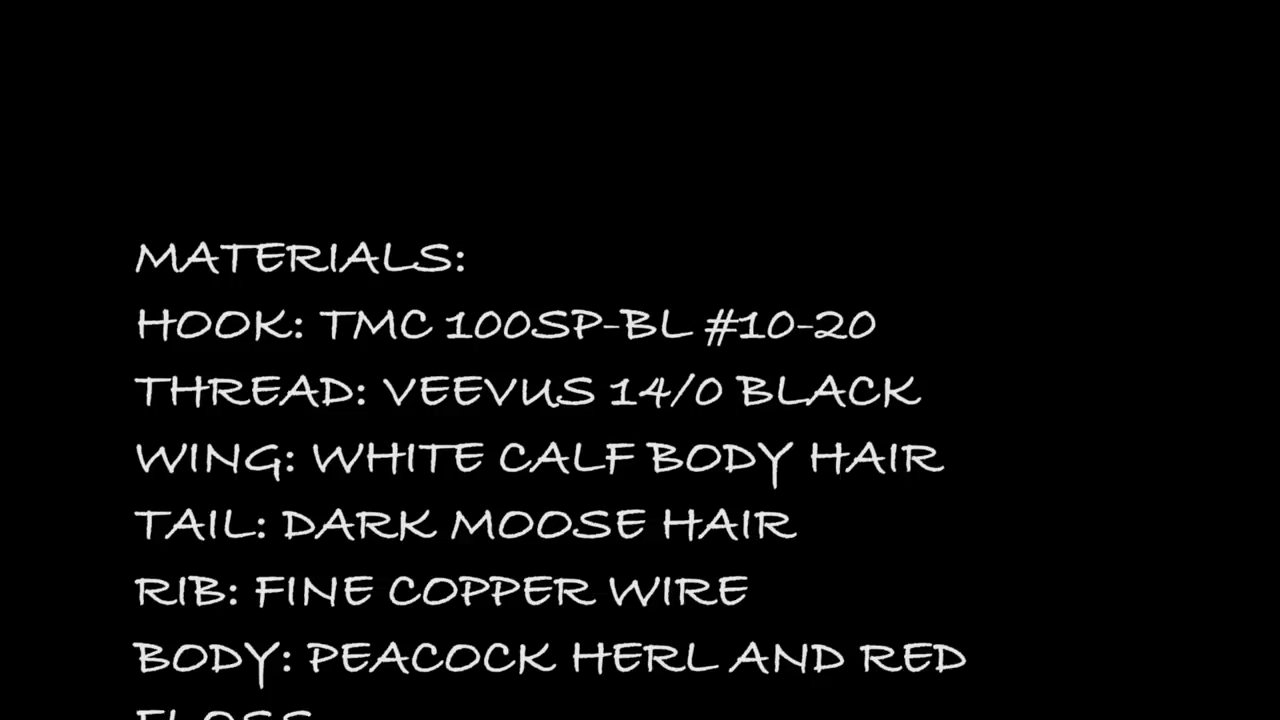 MATERIALS:
HOOK: TMC 100SP-BL #10-20
THREAD: VEEVUS 14/0 BLACK
WING: WHITE CALF BODY HAIR
TAIL: DARK MOOSE HAIR
RIB: FINE COPPER WIRE
BODY: PEACOCK HERL AND RED
FLOSS